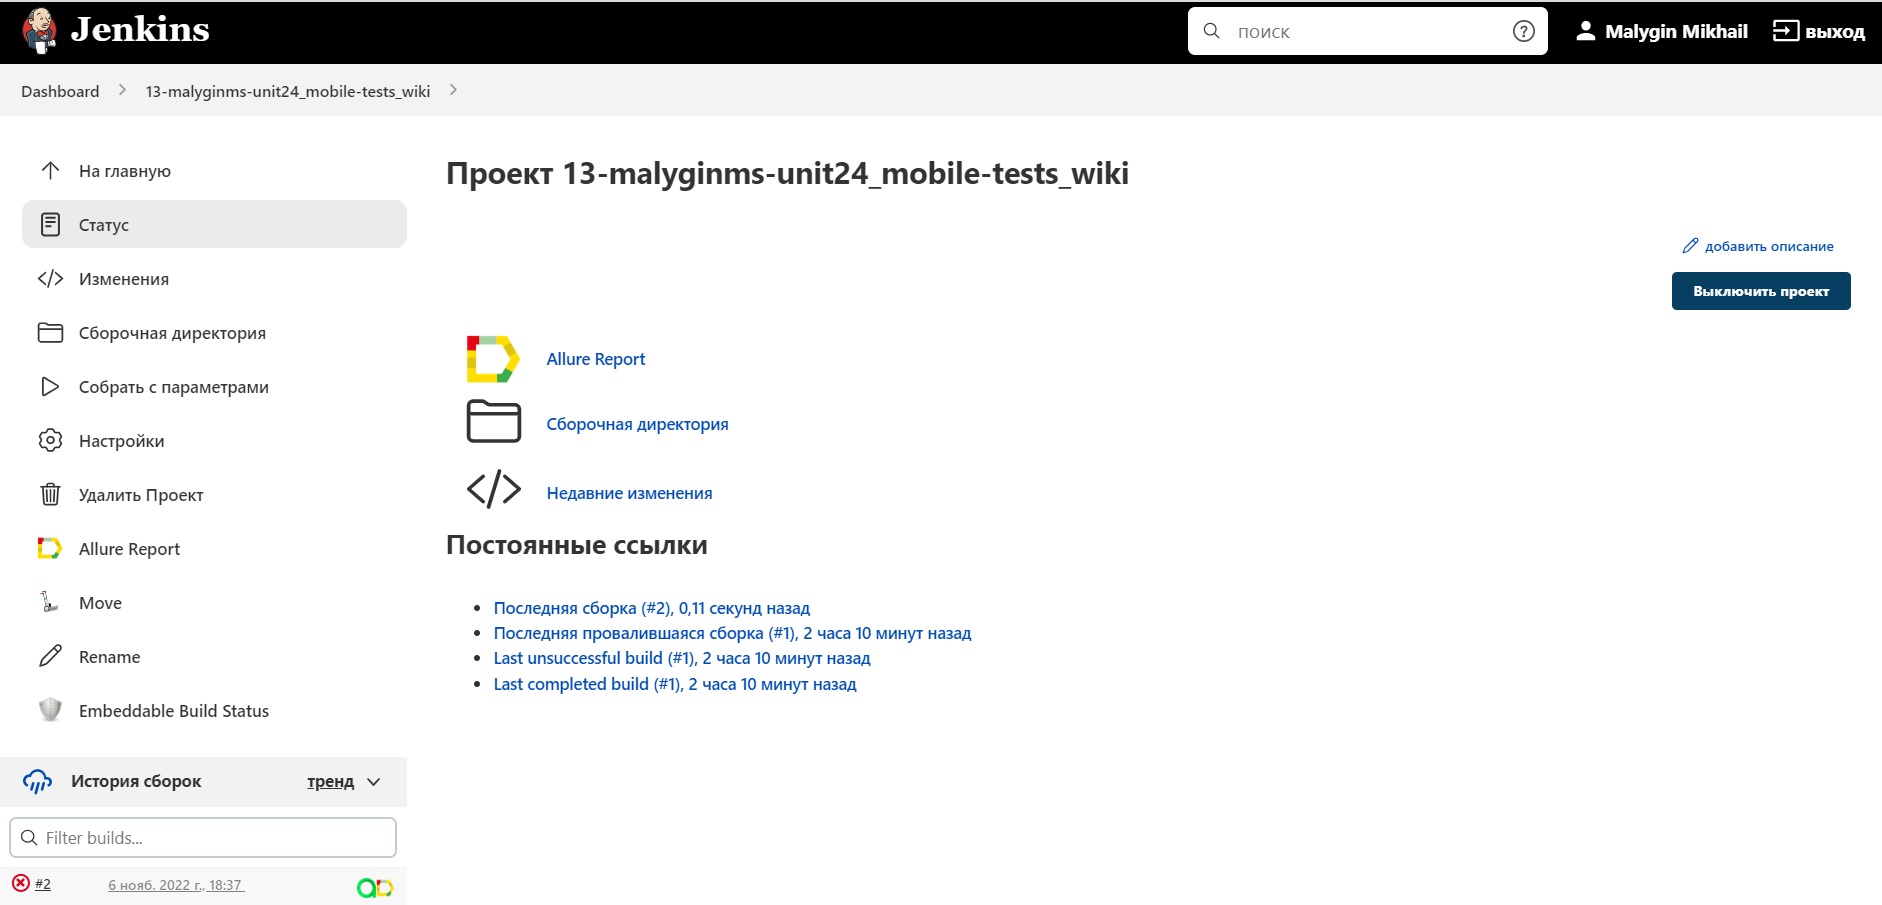 Jenkins
поиск
Malygin Mikhail
выход
Dashboard
13-malyginms-unit24_mobile-tests_wiki
На главную
Статус
Изменения
Сборочная директория
Собрать с параметрами
Настройки
Удалить Проект
Allure Report
Move
Rename
Embeddable Build Status
История сборок
тренд
Filter builds...
#2
6 нояб. 2022 г., 18:37
Проект 13-malyginms-unit24_mobile-tests_wiki
добавить описание
Выключить проект
Allure Report
Сборочная директория
Недавние изменения
Постоянные ссылки
Последняя сборка (#2), 0,11 секунд назад
Последняя провалившаяся сборка (#1), 2 часа 10 минут назад
Last unsuccessful build (#1), 2 часа 10 минут назад
Last completed build (#1), 2 часа 10 минут назад